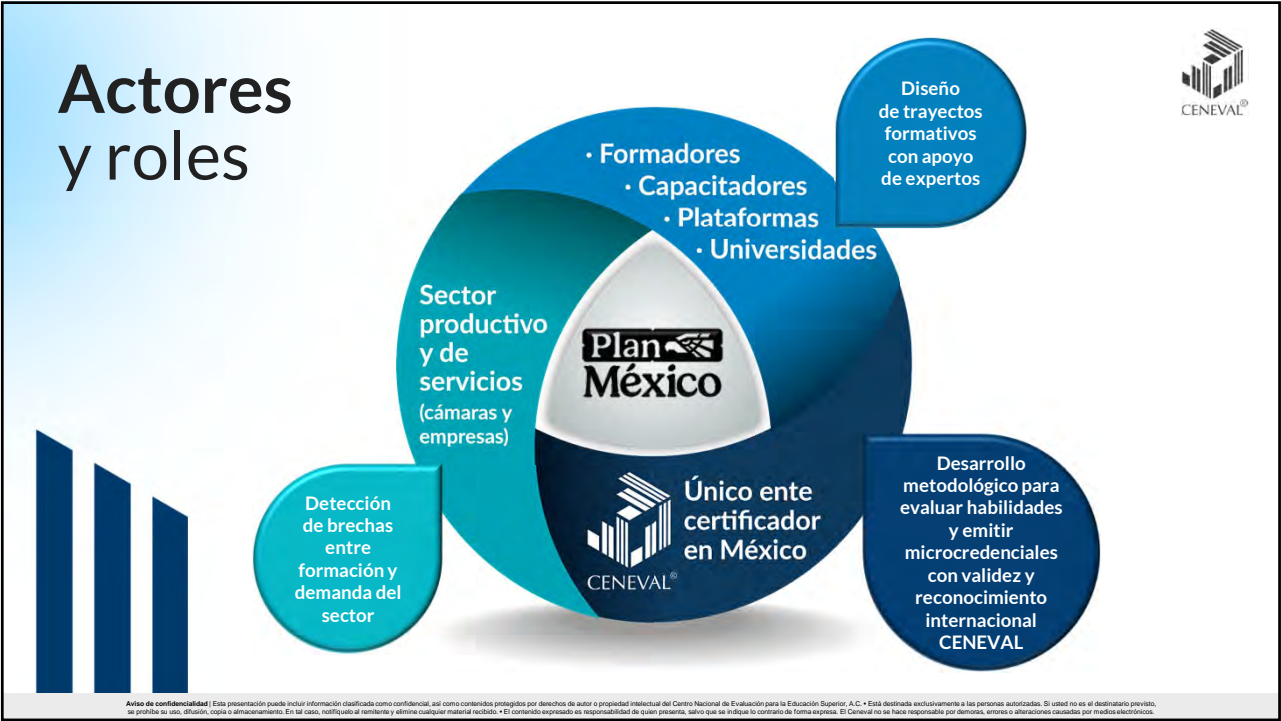 Actores
y roles
CENEVAL®
Diseño
de trayectos
formativos
con apoyo
de expertos
· Formadores
· Capacitadores
· Plataformas
· Universidades
Sector
productivo
y de
servicios
(cámaras y
empresas)
Plan
México
Único ente
certificador
en México
CENEVAL®
Detección
de brechas
entre
formación y
demanda del
sector
Desarrollo
metodológico para
evaluar habilidades
y emitir
microcredenciales
con validez y
reconocimiento
internacional
CENEVAL
Aviso de confidencialidad | Esta presentación puede incluir información clasificada como confidencial, así como contenidos protegidos por derechos de autor o propiedad intelectual del Centro Nacional de Evaluación para la Educación Superior, A.C. • Está destinada exclusivamente a las personas autorizadas. Si usted no es el destinatario previsto,
se prohíbe su uso, difusión, copia o almacenamiento. En tal caso, notifíquelo al remitente y elimine cualquier material recibido. • El contenido expresado es responsabilidad de quien presenta, salvo que se indique lo contrario de forma expresa. El Ceneval no se hace responsable por demoras, errores o alteraciones causadas por medios electrónicos.